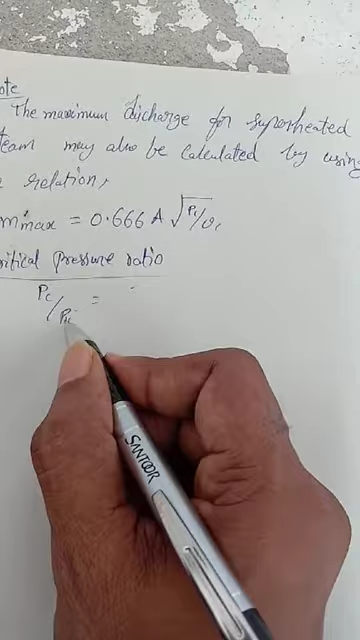 ote
The maximum discharge for superheated
team may also be calculated by using
e relation,
m max = 0.666 A √P₁/v₁
ritical pressure ratio
Pc/P₁ =
SANTOOR